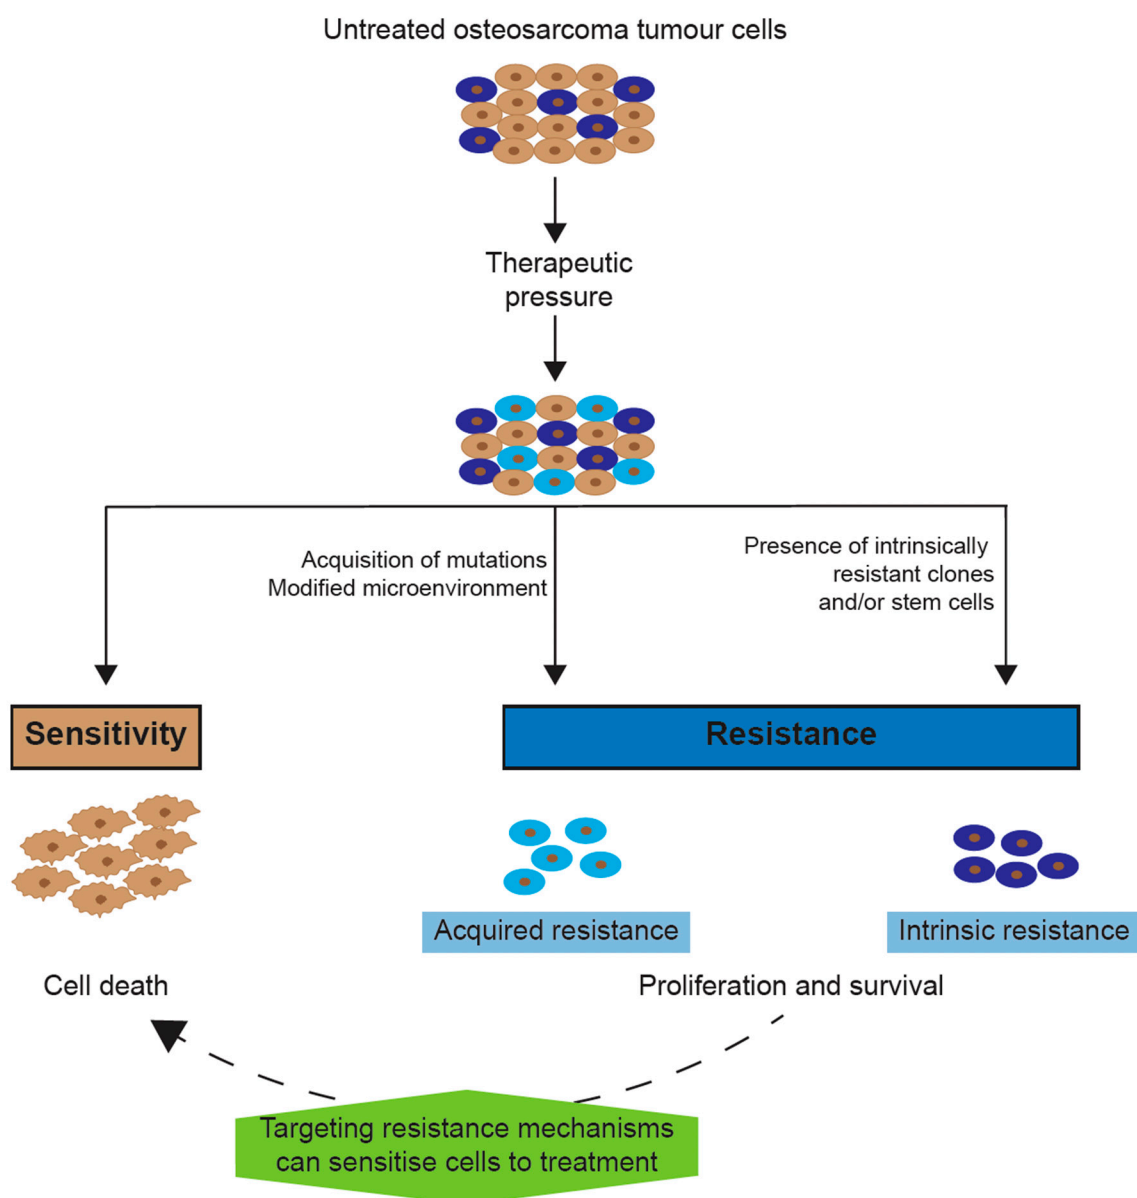 Untreated osteosarcoma tumour cells
Therapeutic
pressure
Acquisition of mutations
Modified microenvironment
Presence of intrinsically
resistant clones
and/or stem cells
Sensitivity
Resistance
Acquired resistance
Intrinsic resistance
Cell death
Proliferation and survival
Targeting resistance mechanisms
can sensitise cells to treatment